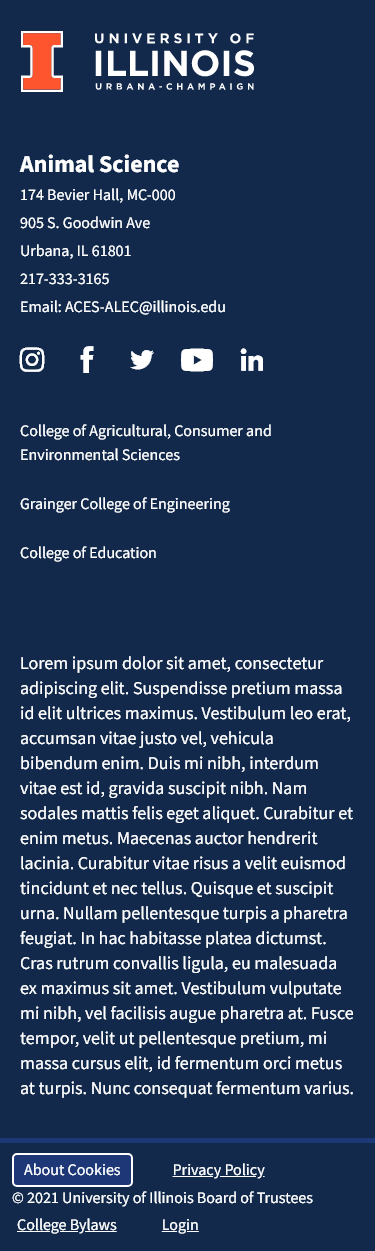 UNIVERSITY OF
ILLINOIS
URBANA-CHAMPAIGN
Animal Science
174 Bevier Hall, MC-000
905 S. Goodwin Ave
Urbana, IL 61801
217-333-3165
Email: ACES-ALEC@illinois.edu
College of Agricultural, Consumer and
Environmental Sciences
Grainger College of Engineering
College of Education
Lorem ipsum dolor sit amet, consectetur
adipiscing elit. Suspendisse pretium massa
id elit ultrices maximus. Vestibulum leo erat,
accumsan vitae justo vel, vehicula
bibendum enim. Duis mi nibh, interdum
vitae est id, gravida suscipit nibh. Nam
sodales mattis felis eget aliquet. Curabitur et
enim metus. Maecenas auctor hendrerit
lacinia. Curabitur vitae risus a velit euismod
tincidunt et nec tellus. Quisque et suscipit
urna. Nullam pellentesque turpis a pharetra
feugiat. In hac habitasse platea dictumst.
Cras rutrum convallis ligula, eu malesuada
ex maximus sit amet. Vestibulum vulputate
mi nibh, vel facilisis augue pharetra at. Fusce
tempor, velit ut pellentesque pretium, mi
massa cursus elit, id fermentum orci metus
at turpis. Nunc consequat fermentum varius.
About Cookies Privacy Policy
© 2021 University of Illinois Board of Trustees
College Bylaws Login